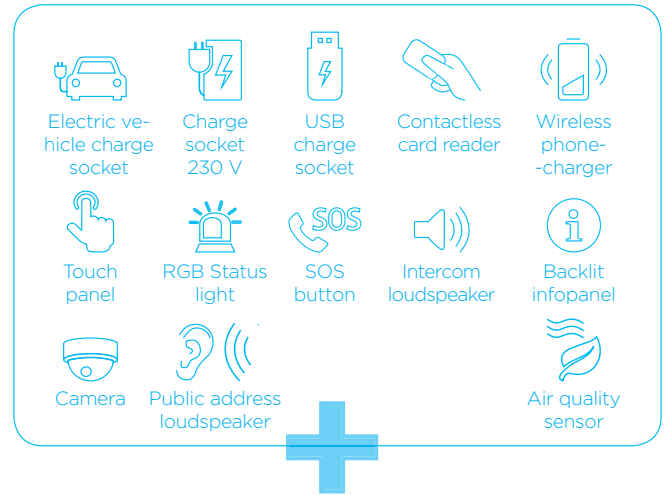 Electric ve-
hicle charge
socket
Charge
socket
230 V
USB
charge
socket
Contactless
card reader
Wireless
phone-
-charger
SOS
Touch
panel
RGB Status
light
SOS
button
Intercom
loudspeaker
i
Backlit
infopanel
Camera
Public address
loudspeaker
Air quality
sensor